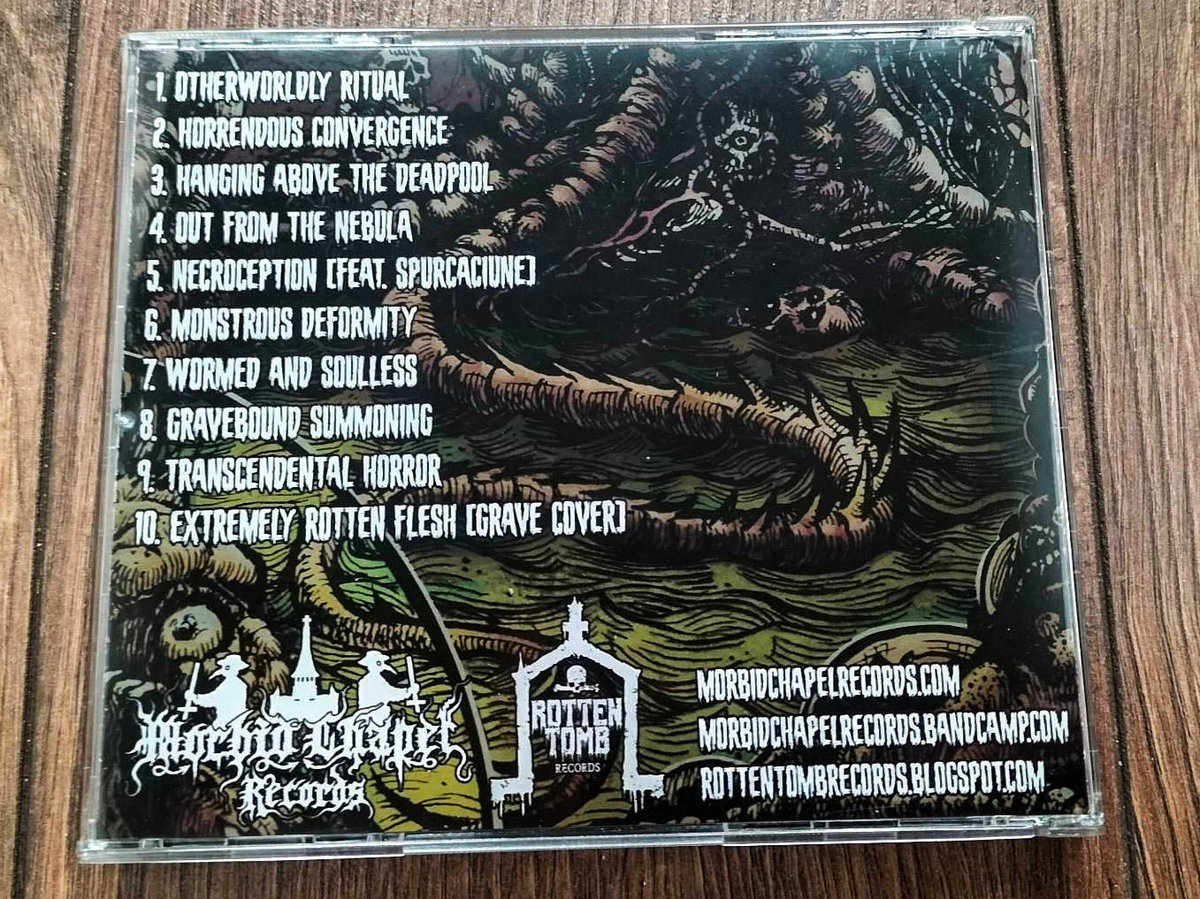 1. OTHERWORLDLY RITUAL
2. HORRENDOUS CONVERGENCE
3. HANGING ABOVE THE DEADPOOL
4. OUT FROM THE NEBULA
5. NECROCEPTION [FEAT. SPURCACIUNE]
6. MONSTROUS DEFORMITY
7. WORMED AND SOULLESS
8. GRAVEBOUND SUMMONING
9. TRANSCENDENTAL HORROR
10. EXTREMELY ROTTEN FLESH [GRAVE COVER]
Morbid Chapel
Records
ROTTEN
TOMB
RECORDS
MORBIDCHAPELRECORDS.COM
MORBIDCHAPELRECORDS.BANDCAMP.COM
ROTTENTOMBRECORDS.BLOGSPOT.COM